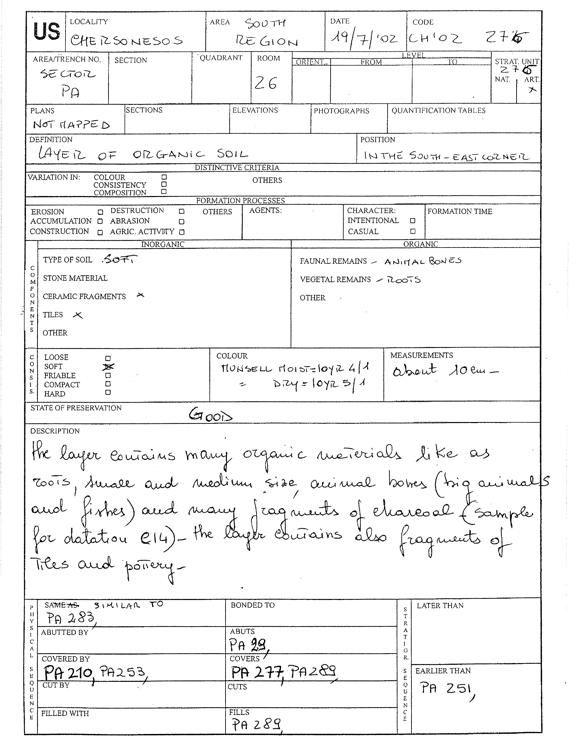 US
LOCALITY
CHERSONESOS
AREA SOUTH
REGION
DATE
19/7/'02
CODE
CH'02 276
AREA/TRENCH NO.
SECTOR
PA
SECTION
QUADRANT
ROOM
26
LEVEL
ORIENT. FROM TO
STRAT. UNIT
276
NAT. ART.
x
PLANS
NOT MAPPED
SECTIONS
ELEVATIONS
PHOTOGRAPHS
QUANTIFICATION TABLES
DEFINITION
LAYER OF ORGANIC SOIL
POSITION
IN THE SOUTH-EAST CORNER
DISTINCTIVE CRITERIA
VARIATION IN: COLOUR
CONSISTENCY
COMPOSITION
OTHERS
FORMATION PROCESSES
EROSION DESTRUCTION OTHERS
ACCUMULATION ABRASION
CONSTRUCTION AGRIC. ACTIVITY
AGENTS:
CHARACTER:
INTENTIONAL
CASUAL
FORMATION TIME
INORGANIC
ORGANIC
COMPONENTS
TYPE OF SOIL SOFT
STONE MATERIAL
CERAMIC FRAGMENTS x
TILES x
OTHER
FAUNAL REMAINS - ANIMAL BONES
VEGETAL REMAINS - ROOTS
OTHER
CONSIS.
LOOSE
SOFT x
FRIABLE
COMPACT
HARD
COLOUR
MUNSELL MOIST=10YR 4/1
= DRY=10YR 5/1
MEASUREMENTS
about 10 cm-
STATE OF PRESERVATION
GOOD
DESCRIPTION
the layer contains many organic materials like as
roots, small and medium size animal bones (big animals
and fishes) and many fragments of charcoal (sample
for datation C14)- the layer contains also fragments of
tiles and pottery-
PHYSICAL SEQUENCE
SAME AS SIMILAR TO
PA 283,
BONDED TO
ABUTTED BY
ABUTS
PA 29,
COVERED BY
PA 210, PA253,
COVERS
PA 277, PA289,
CUT BY
CUTS
FILLED WITH
FILLS
PA 289,
STRATIGR. SEQUENCE
LATER THAN
EARLIER THAN
PA 251,